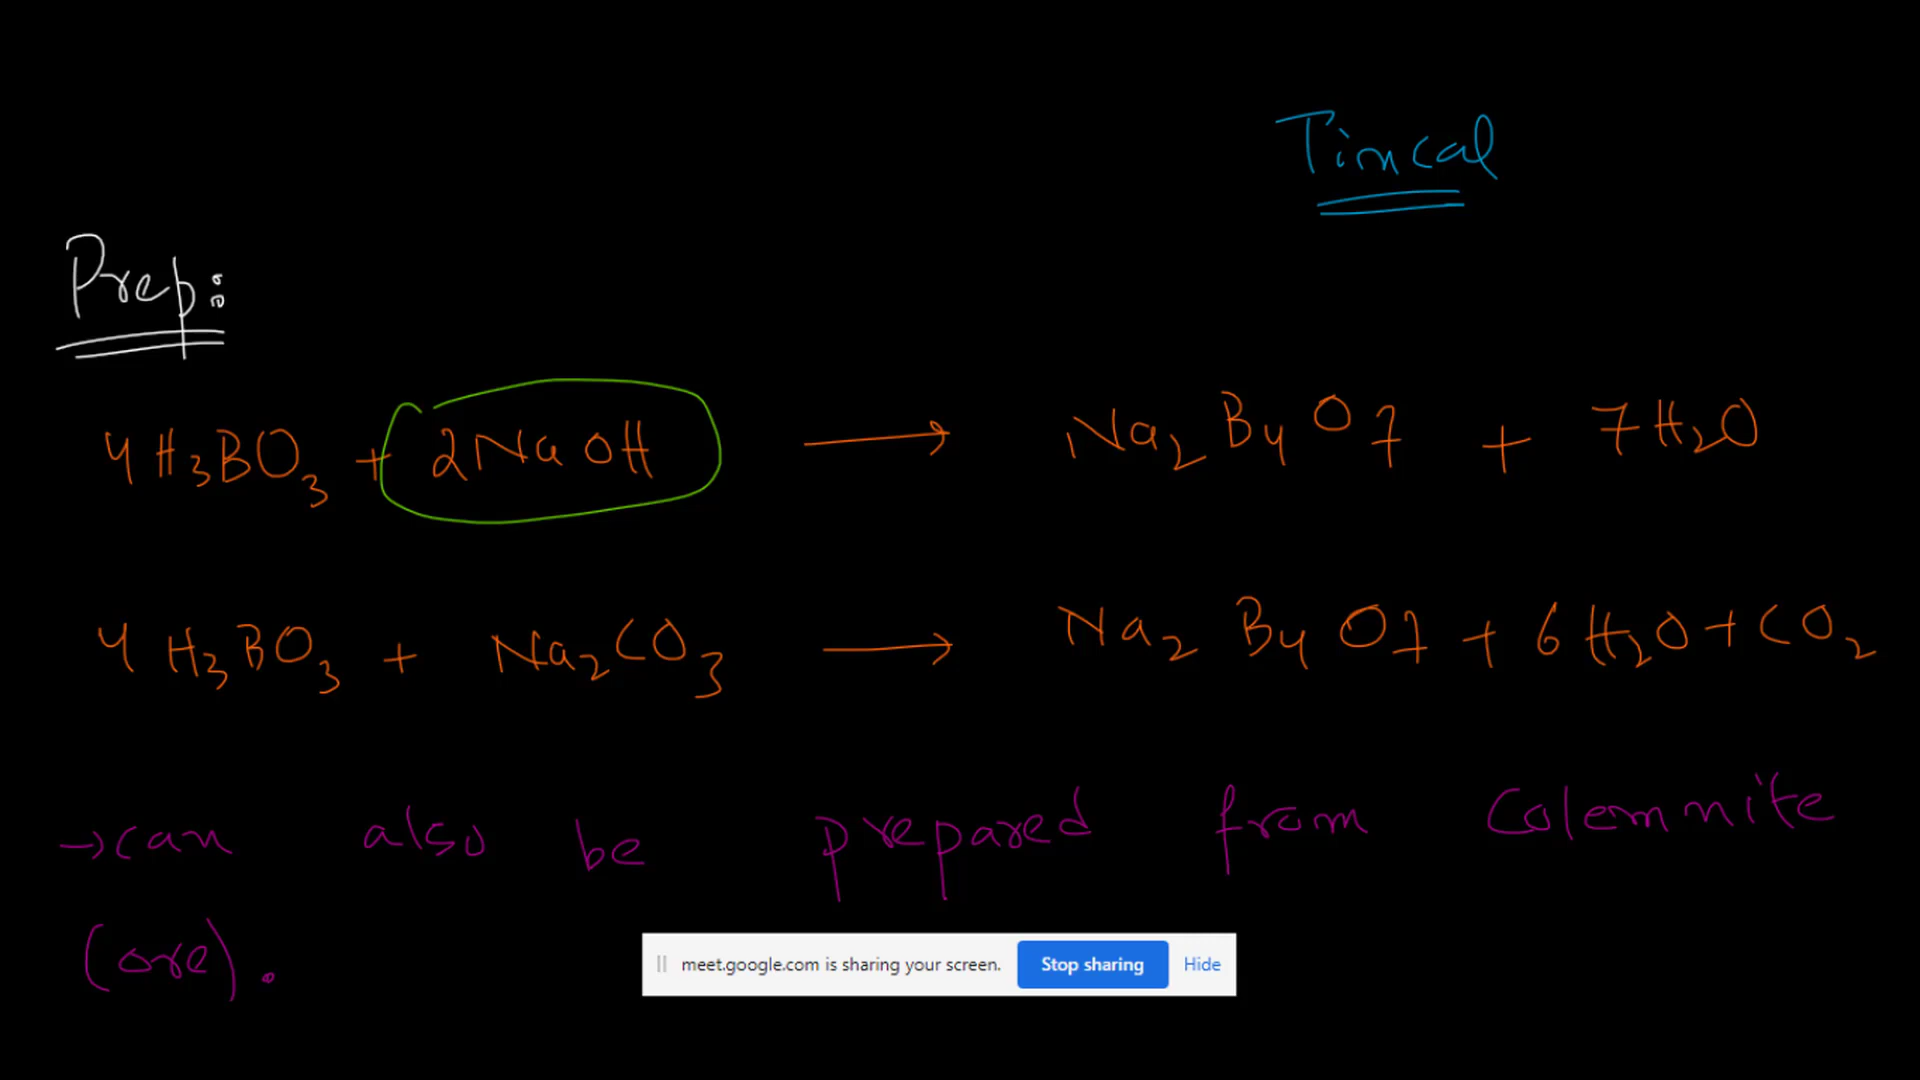 Tincal
Prep:
4H₃BO₃ + 2NaOH → Na₂B₄O₇ + 7H₂O
4H₃BO₃ + Na₂CO₃ → Na₂B₄O₇ + 6H₂O + CO₂
→ can also be prepared from Colemnite
(ore).
meet.google.com is sharing your screen. Stop sharing Hide